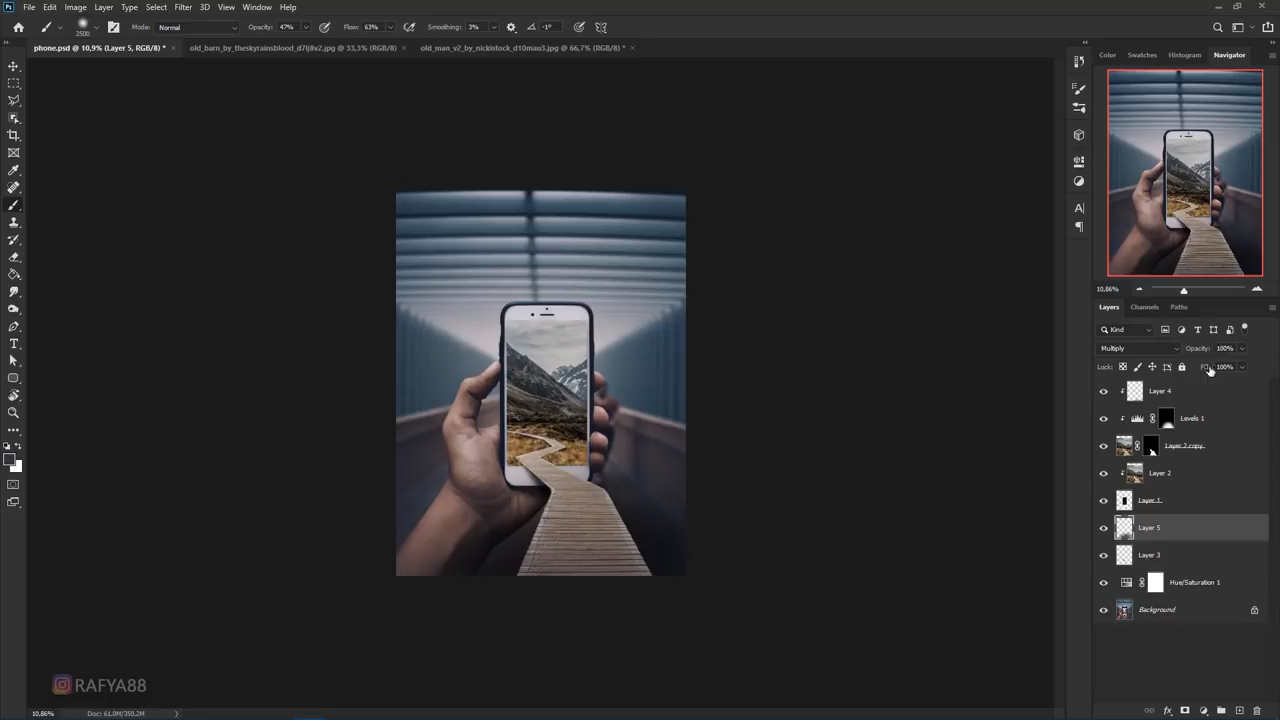 Ps File Edit Image Layer Type Select Filter 3D View Window Help
2500 Mode: Normal Opacity: 47% Flow: 63% Smoothing: 3% -1°
phone.psd @ 10,9% (Layer 5, RGB/8) * × old_barn_by_theskyrainsblood_d7lj8v2.jpg @ 33,3% (RGB/8) × old_man_v2_by_nickistock_d10mau3.jpg @ 66,7% (RGB/8) * ×
Color Swatches Histogram Navigator
10,86%
Layers Channels Paths
Kind
Multiply Opacity: 100%
Lock: 100%
Layer 4
Levels 1
Layer 2 copy
Layer 2
Layer 1
Layer 5
Layer 3
Hue/Saturation 1
Background
RAFYA88
10,86% Doc: 61,0M/350,2M